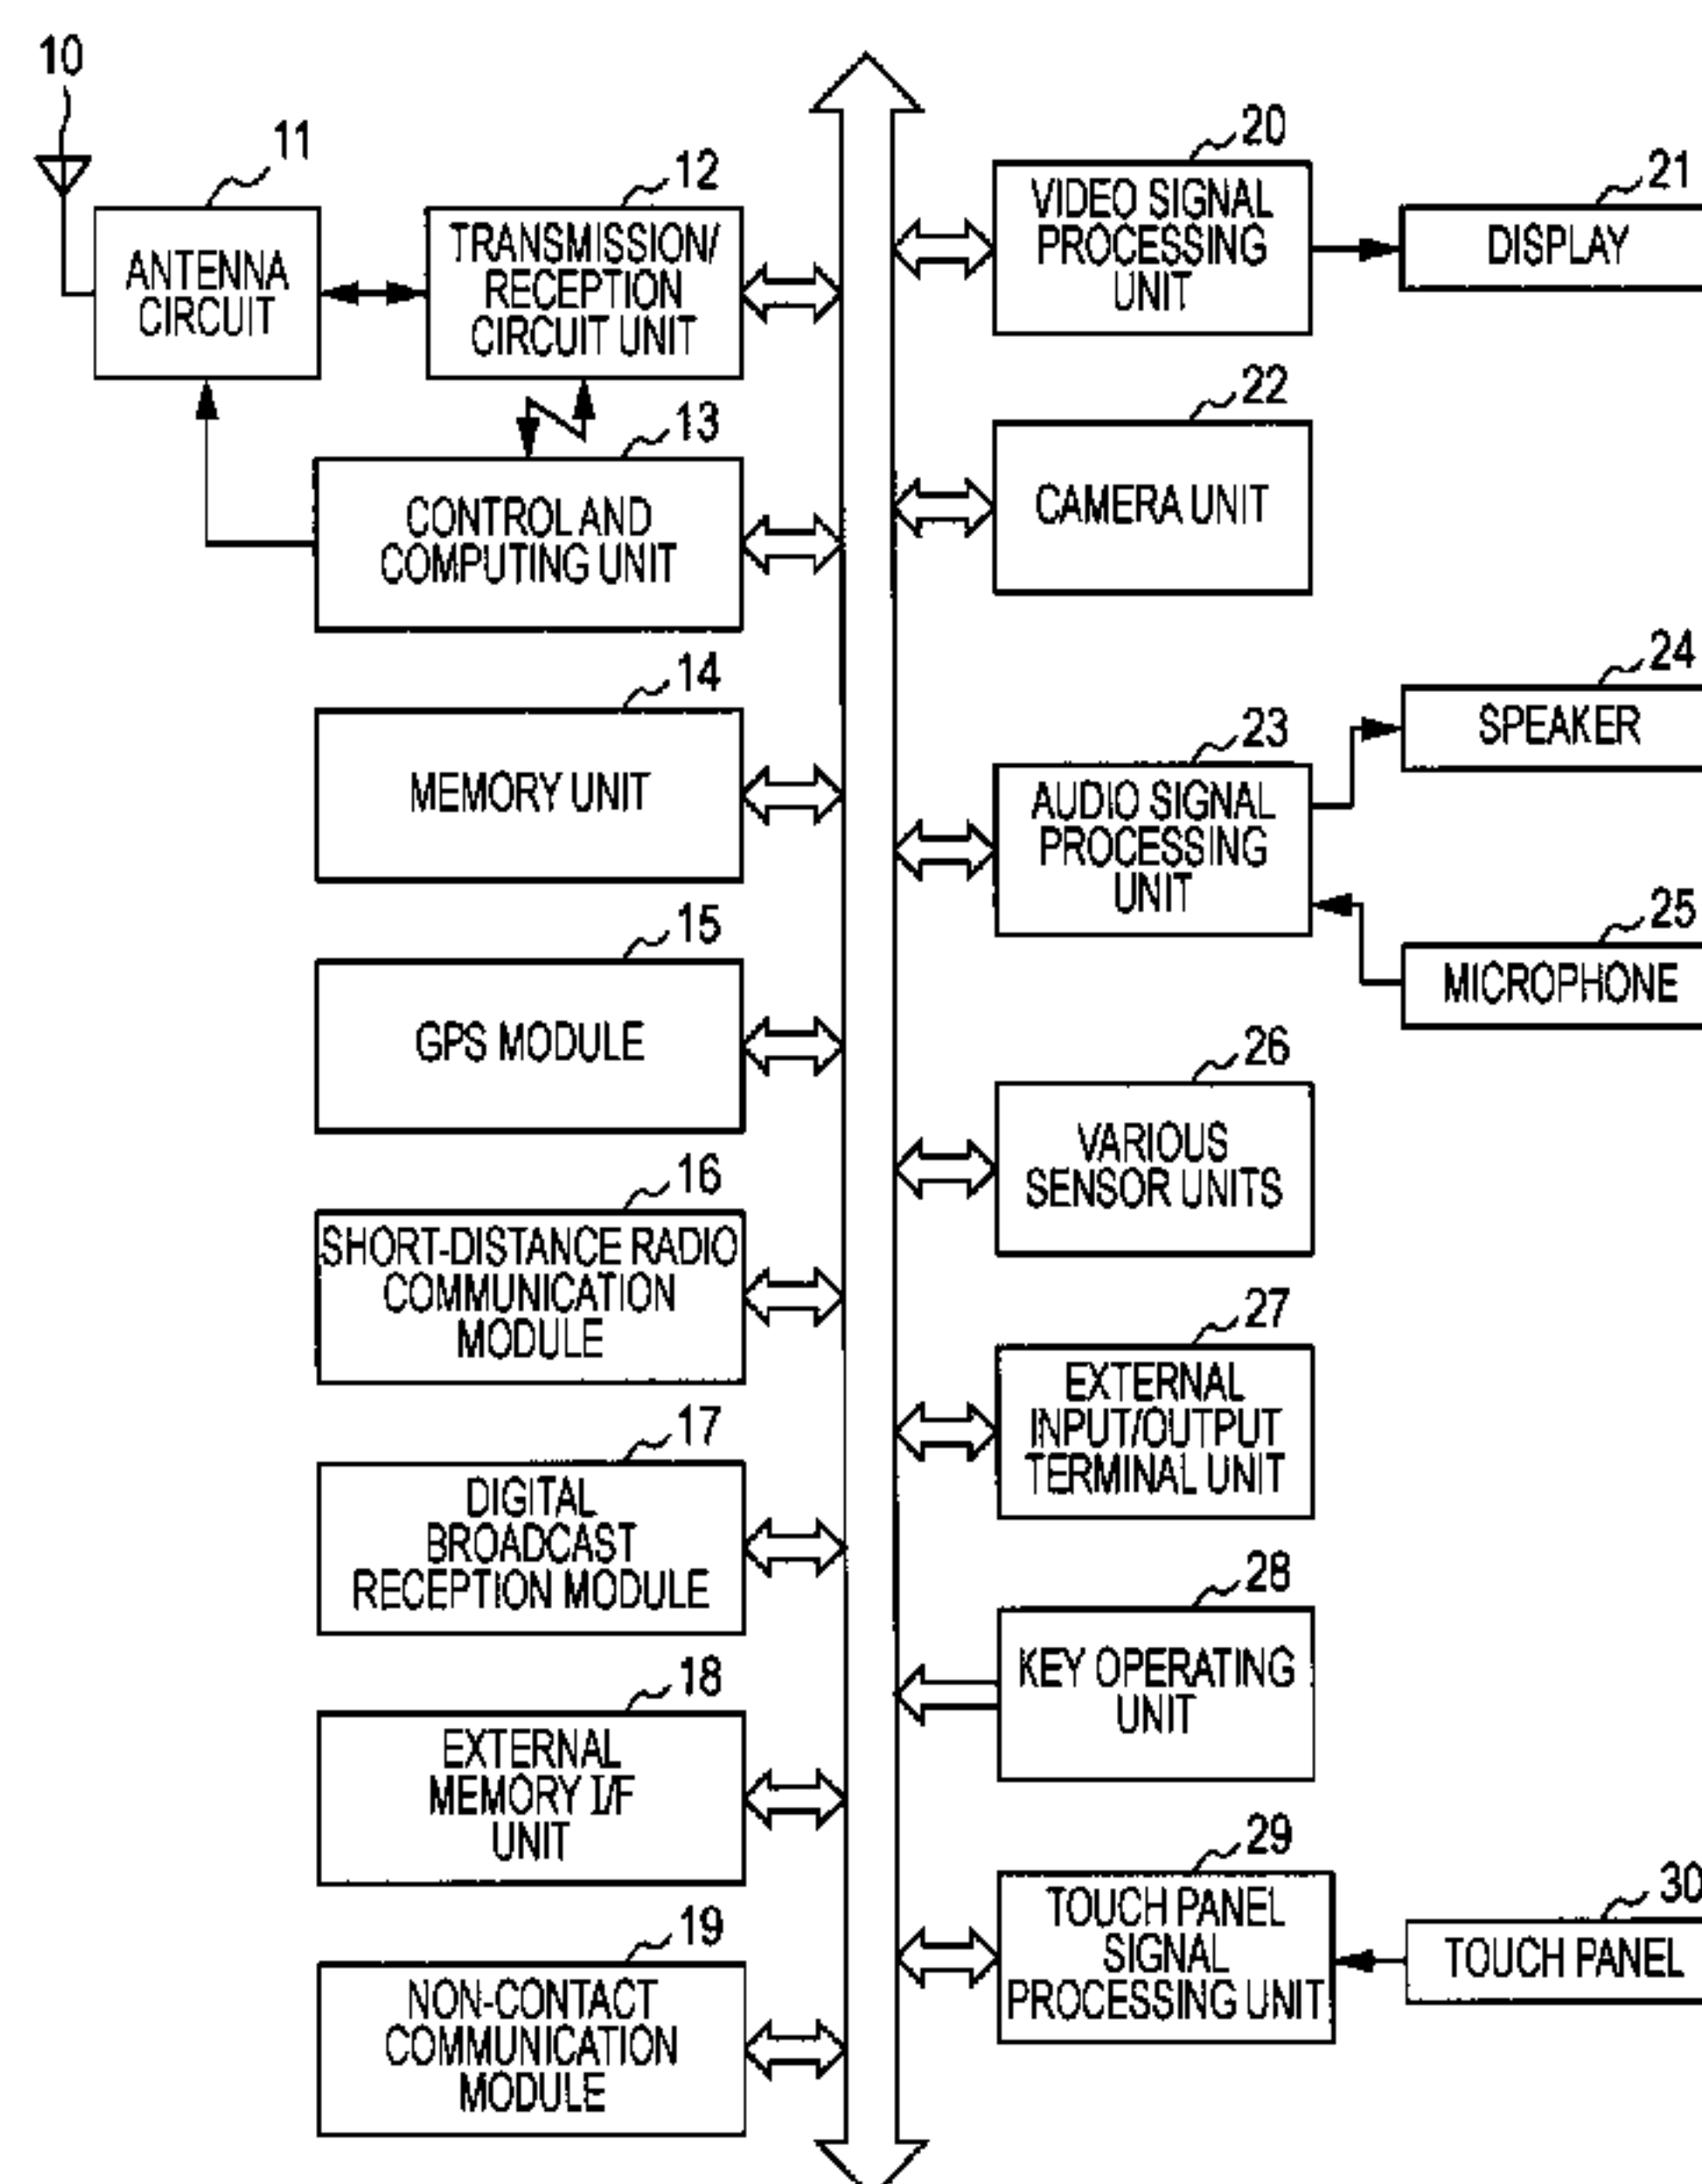 10
11
ANTENNA
CIRCUIT
12
TRANSMISSION/
RECEPTION
CIRCUIT UNIT
13
CONTROL AND
COMPUTING UNIT
14
MEMORY UNIT
15
GPS MODULE
16
SHORT-DISTANCE RADIO
COMMUNICATION
MODULE
17
DIGITAL
BROADCAST
RECEPTION MODULE
18
EXTERNAL
MEMORY I/F
UNIT
19
NON-CONTACT
COMMUNICATION
MODULE
20
VIDEO SIGNAL
PROCESSING
UNIT
21
DISPLAY
22
CAMERA UNIT
23
AUDIO SIGNAL
PROCESSING
UNIT
24
SPEAKER
25
MICROPHONE
26
VARIOUS
SENSOR UNITS
27
EXTERNAL
INPUT/OUTPUT
TERMINAL UNIT
28
KEY OPERATING
UNIT
29
TOUCH PANEL
SIGNAL
PROCESSING UNIT
30
TOUCH PANEL